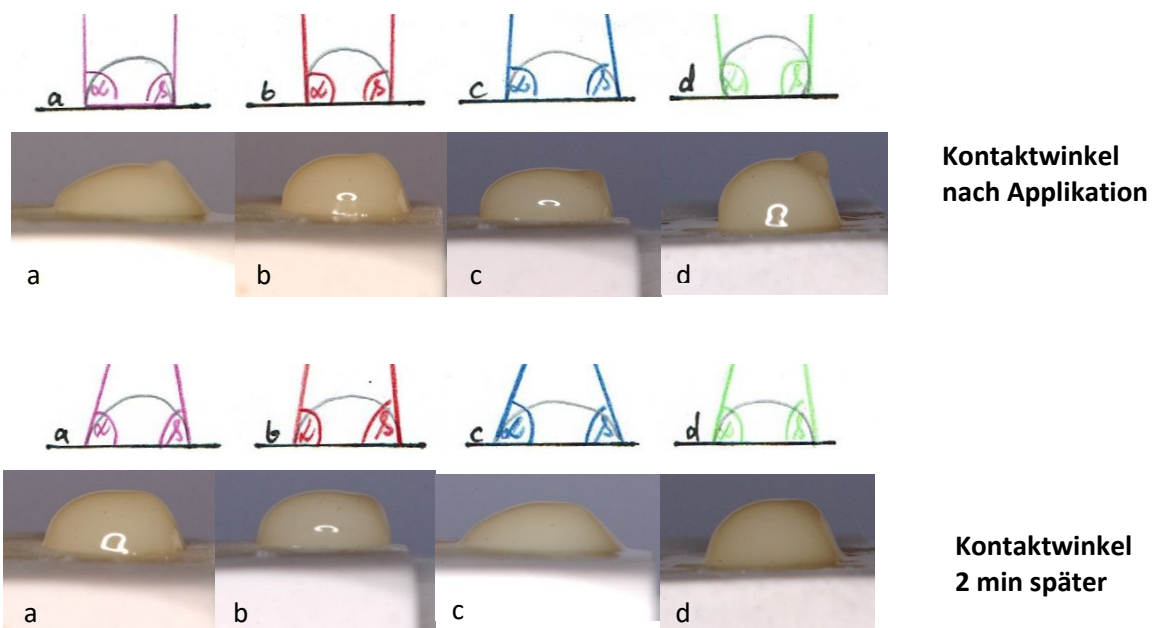 a α β b α β c α β d α β
Kontaktwinkel
nach Applikation
a b c d
a α β b α β c α β d α β
Kontaktwinkel
2 min später
a b c d